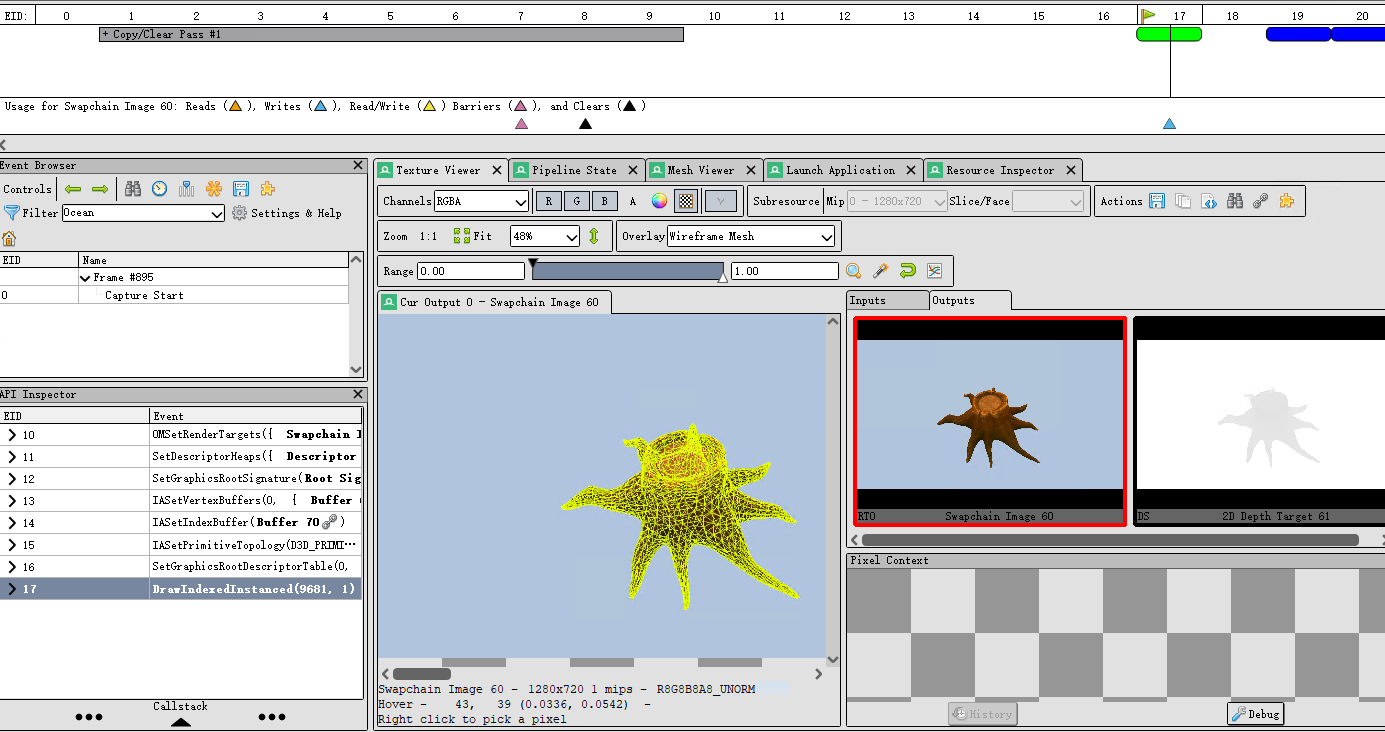 EID: 0 1 2 3 4 5 6 7 8 9 10 11 12 13 14 15 16 17 18 19 20
+ Copy/Clear Pass #1
Usage for Swapchain Image 60: Reads ( ), Writes ( ), Read/Write ( ) Barriers ( ), and Clears ( )
Event Browser
Controls
Filter Ocean Settings & Help
EID Name
Frame #895
0 Capture Start
API Inspector
EID Event
10 OMSetRenderTargets({ Swapchain I
11 SetDescriptorHeaps({ Descriptor
12 SetGraphicsRootSignature(Root Sig
13 IASetVertexBuffers(0, { Buffer
14 IASetIndexBuffer(Buffer 70)
15 IASetPrimitiveTopology(D3D_PRIMI…
16 SetGraphicsRootDescriptorTable(0,
17 DrawIndexedInstanced(9681, 1)
Callstack
Texture Viewer Pipeline State Mesh Viewer Launch Application Resource Inspector
Channels RGBA R G B A γ Subresource Mip 0 - 1280x720 Slice/Face Actions
Zoom 1:1 Fit 48% Overlay Wireframe Mesh
Range 0.00 1.00
Cur Output 0 - Swapchain Image 60
Swapchain Image 60 - 1280x720 1 mips - R8G8B8A8_UNORM
Hover - 43, 39 (0.0336, 0.0542) -
Right click to pick a pixel
Inputs Outputs
RT0 Swapchain Image 60
DS 2D Depth Target 61
Pixel Context
History Debug